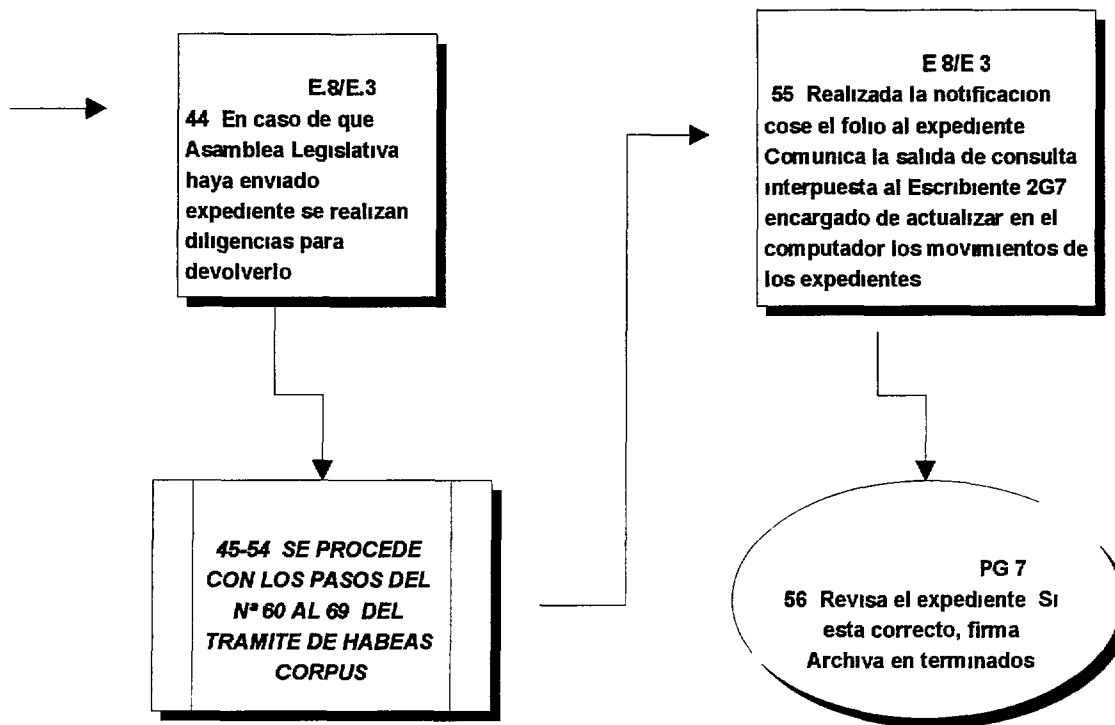 E.8/E.3
44 En caso de que
Asamblea Legislativa
haya enviado
expediente se realizan
diligencias para
devolverlo
45-54 SE PROCEDE
CON LOS PASOS DEL
Nª 60 AL 69 DEL
TRAMITE DE HABEAS
CORPUS
E 8/E 3
55 Realizada la notificacion
cose el folio al expediente
Comunica la salida de consulta
interpuesta al Escribiente 2G7
encargado de actualizar en el
computador los movimientos de
los expedientes
PG 7
56 Revisa el expediente Si
esta correcto, firma
Archiva en terminados